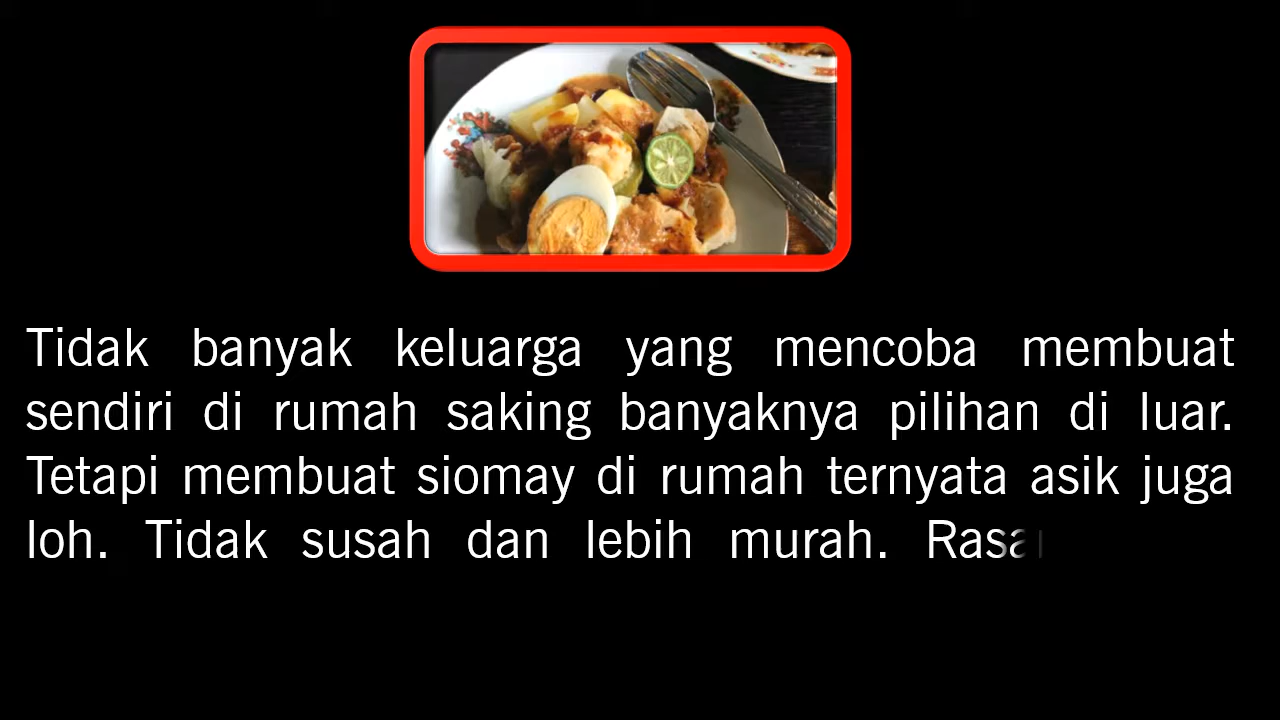 Tidak banyak keluarga yang mencoba membuat
sendiri di rumah saking banyaknya pilihan di luar.
Tetapi membuat siomay di rumah ternyata asik juga
loh. Tidak susah dan lebih murah.